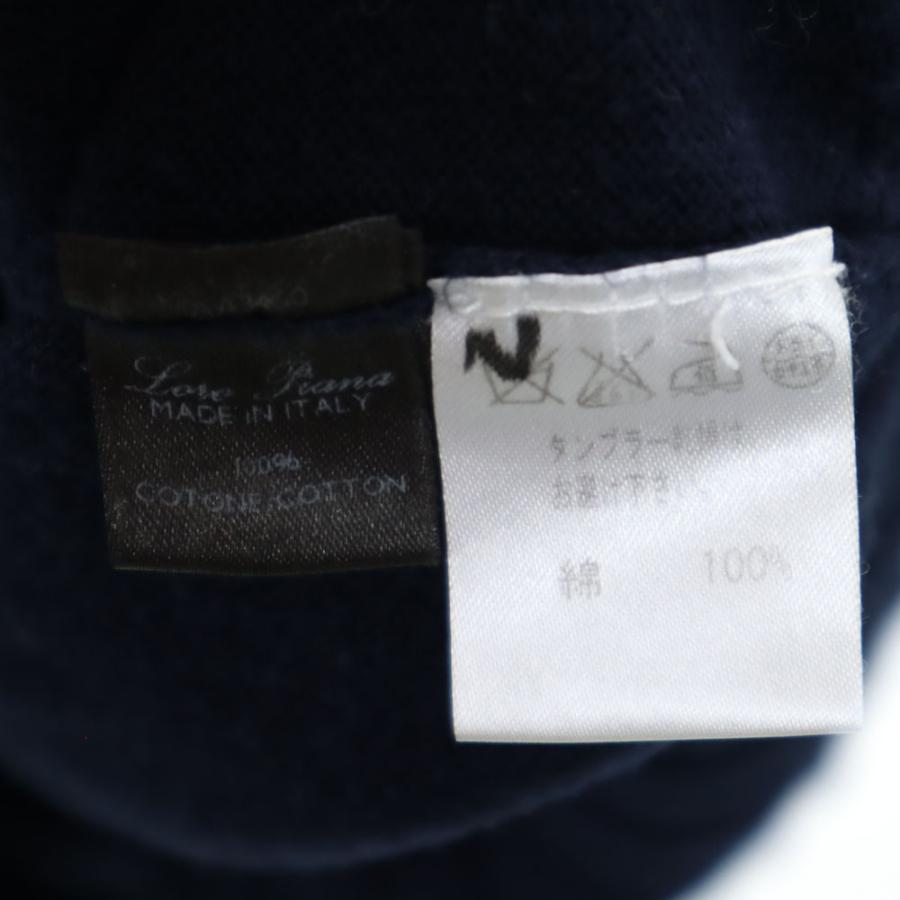 Loro Piana
MADE IN ITALY
100%
COTONE-COTTON
N
タンブラー乾燥は
お避け下さい
綿 100%